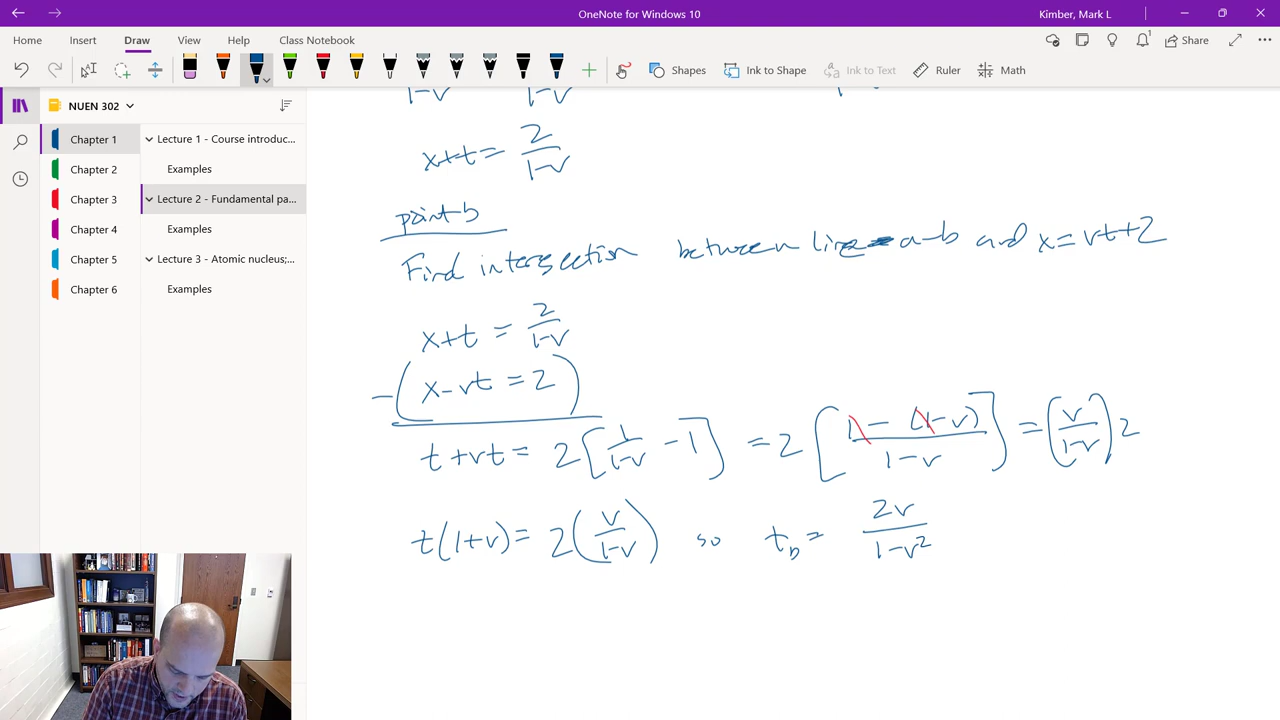 OneNote for Windows 10
Kimber, Mark L
Home Insert Draw View Help Class Notebook
Share
Shapes Ink to Shape Ink to Text Ruler Math
NUEN 302
Chapter 1
Chapter 2
Chapter 3
Chapter 4
Chapter 5
Chapter 6
Lecture 1 - Course introduc...
Examples
Lecture 2 - Fundamental pa...
Examples
Lecture 3 - Atomic nucleus;...
Examples
1-v 1-v
x+t = 2/(1-v)
point b
Find intersection between line a-b and x = vt+2
x+t = 2/(1-v)
-(x-vt = 2)
t+vt = 2[1/(1-v) - 1] = 2[(1-(1-v))/(1-v)] = (v/(1-v))2
t(1+v) = 2(v/(1-v)) so t_b = 2v/(1-v²)